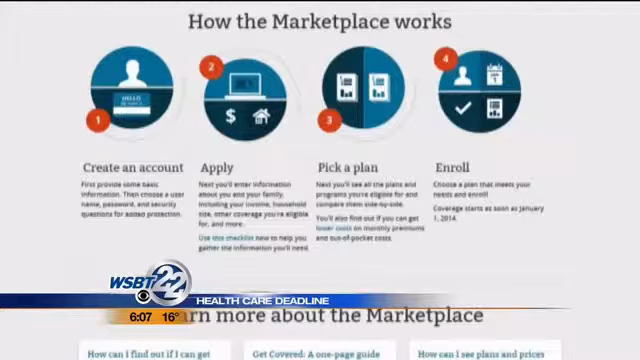 How the Marketplace works
2
4
HELLO
1
3
Create an account
First provide some basic
information. Then choose a user
name, password, and security
questions for added protection.
Apply
Next you'll enter information
about you and your family,
including your income, household
size, other coverage you're eligible
for, and more.
Use this checklist now to help you
gather the information you'll need.
Pick a plan
Next you'll see all the plans and
programs you're eligible for and
compare them side-by-side.
You'll also find out if you can get
lower costs on monthly premiums
and out-of-pocket costs.
Enroll
Choose a plan that meets your
needs and enroll!
Coverage starts as soon as January
1, 2014.
WSBT 22
HEALTH CARE DEADLINE
6:07 16°
arn more about the Marketplace
How can I find out if I can get
Get Covered: A one-page guide
How can I see plans and prices